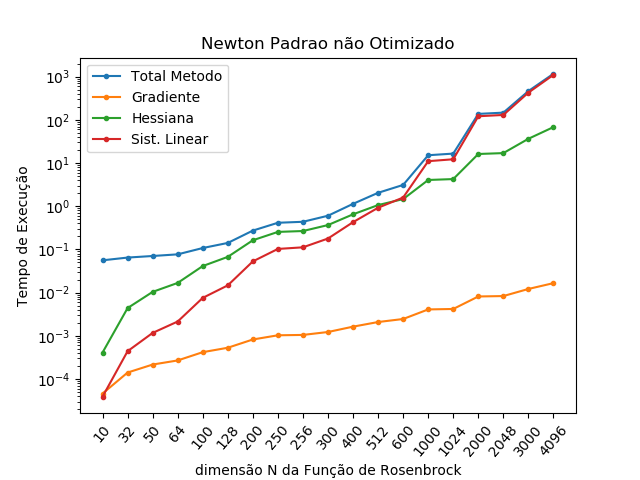 Newton Padrao não Otimizado
Total Metodo
Gradiente
Hessiana
Sist. Linear
Tempo de Execução
10³
10²
10¹
10⁰
10⁻¹
10⁻²
10⁻³
10⁻⁴
10 32 50 64 100 128 200 250 256 300 400 512 600 1000 1024 2000 2048 3000 4096
dimensão N da Função de Rosenbrock